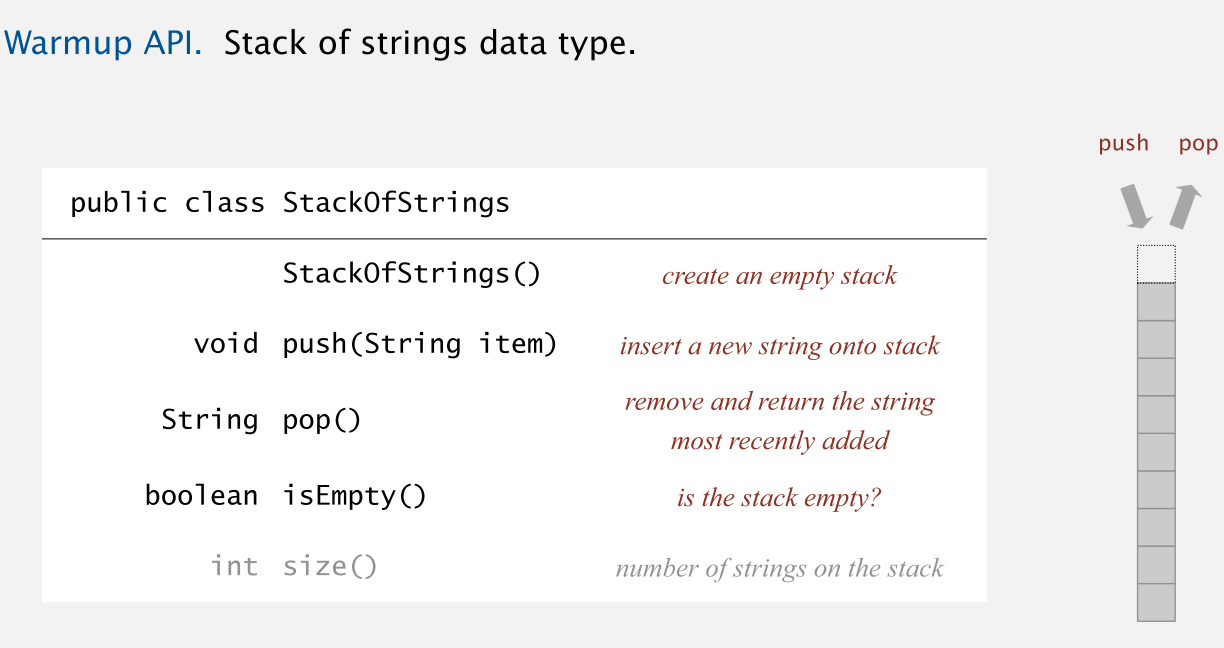 Warmup API. Stack of strings data type.
push pop
public class StackOfStrings
StackOfStrings() create an empty stack
void push(String item) insert a new string onto stack
String pop() remove and return the string
most recently added
boolean isEmpty() is the stack empty?
int size() number of strings on the stack